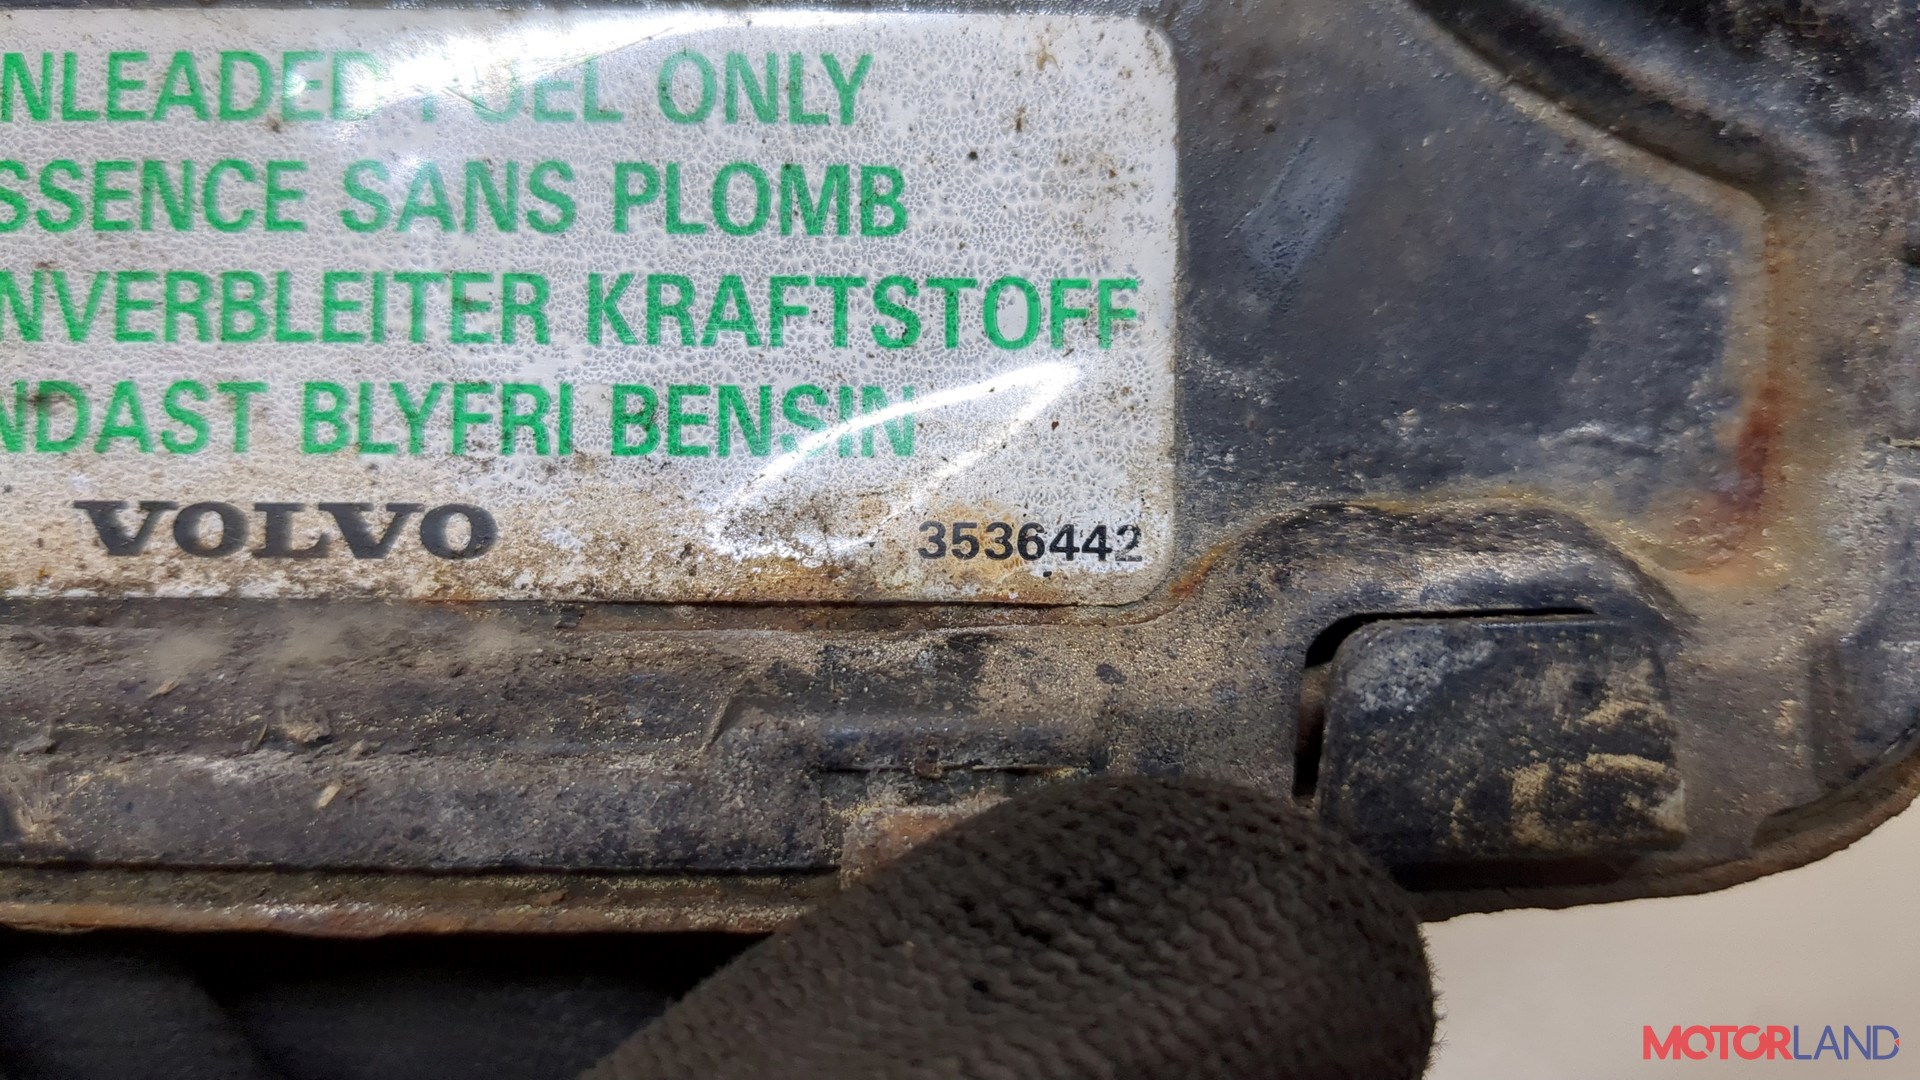 NLEADED FUEL ONLY
SSENCE SANS PLOMB
NVERBLEITER KRAFTSTOFF
NDAST BLYFRI BENSIN
VOLVO
3536442
MOTORLAND